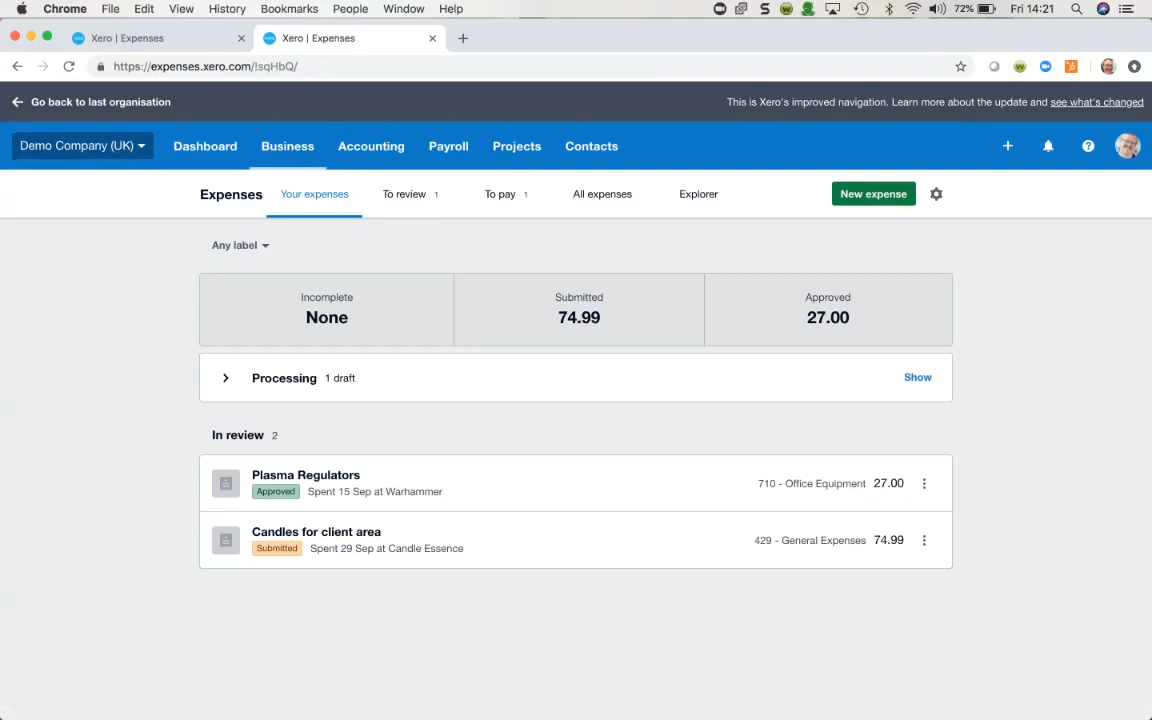 Chrome File Edit View History Bookmarks People Window Help 72% Fri 14:21
Xero | Expenses Xero | Expenses
https://expenses.xero.com/!sqHbQ/
Go back to last organisation This is Xero's improved navigation. Learn more about the update and see what's changed
Demo Company (UK) Dashboard Business Accounting Payroll Projects Contacts
Expenses Your expenses To review 1 To pay 1 All expenses Explorer New expense
Any label
Incomplete Submitted Approved
None 74.99 27.00
Processing 1 draft Show
In review 2
Plasma Regulators
Approved Spent 15 Sep at Warhammer 710 - Office Equipment 27.00
Candles for client area
Submitted Spent 29 Sep at Candle Essence 429 - General Expenses 74.99